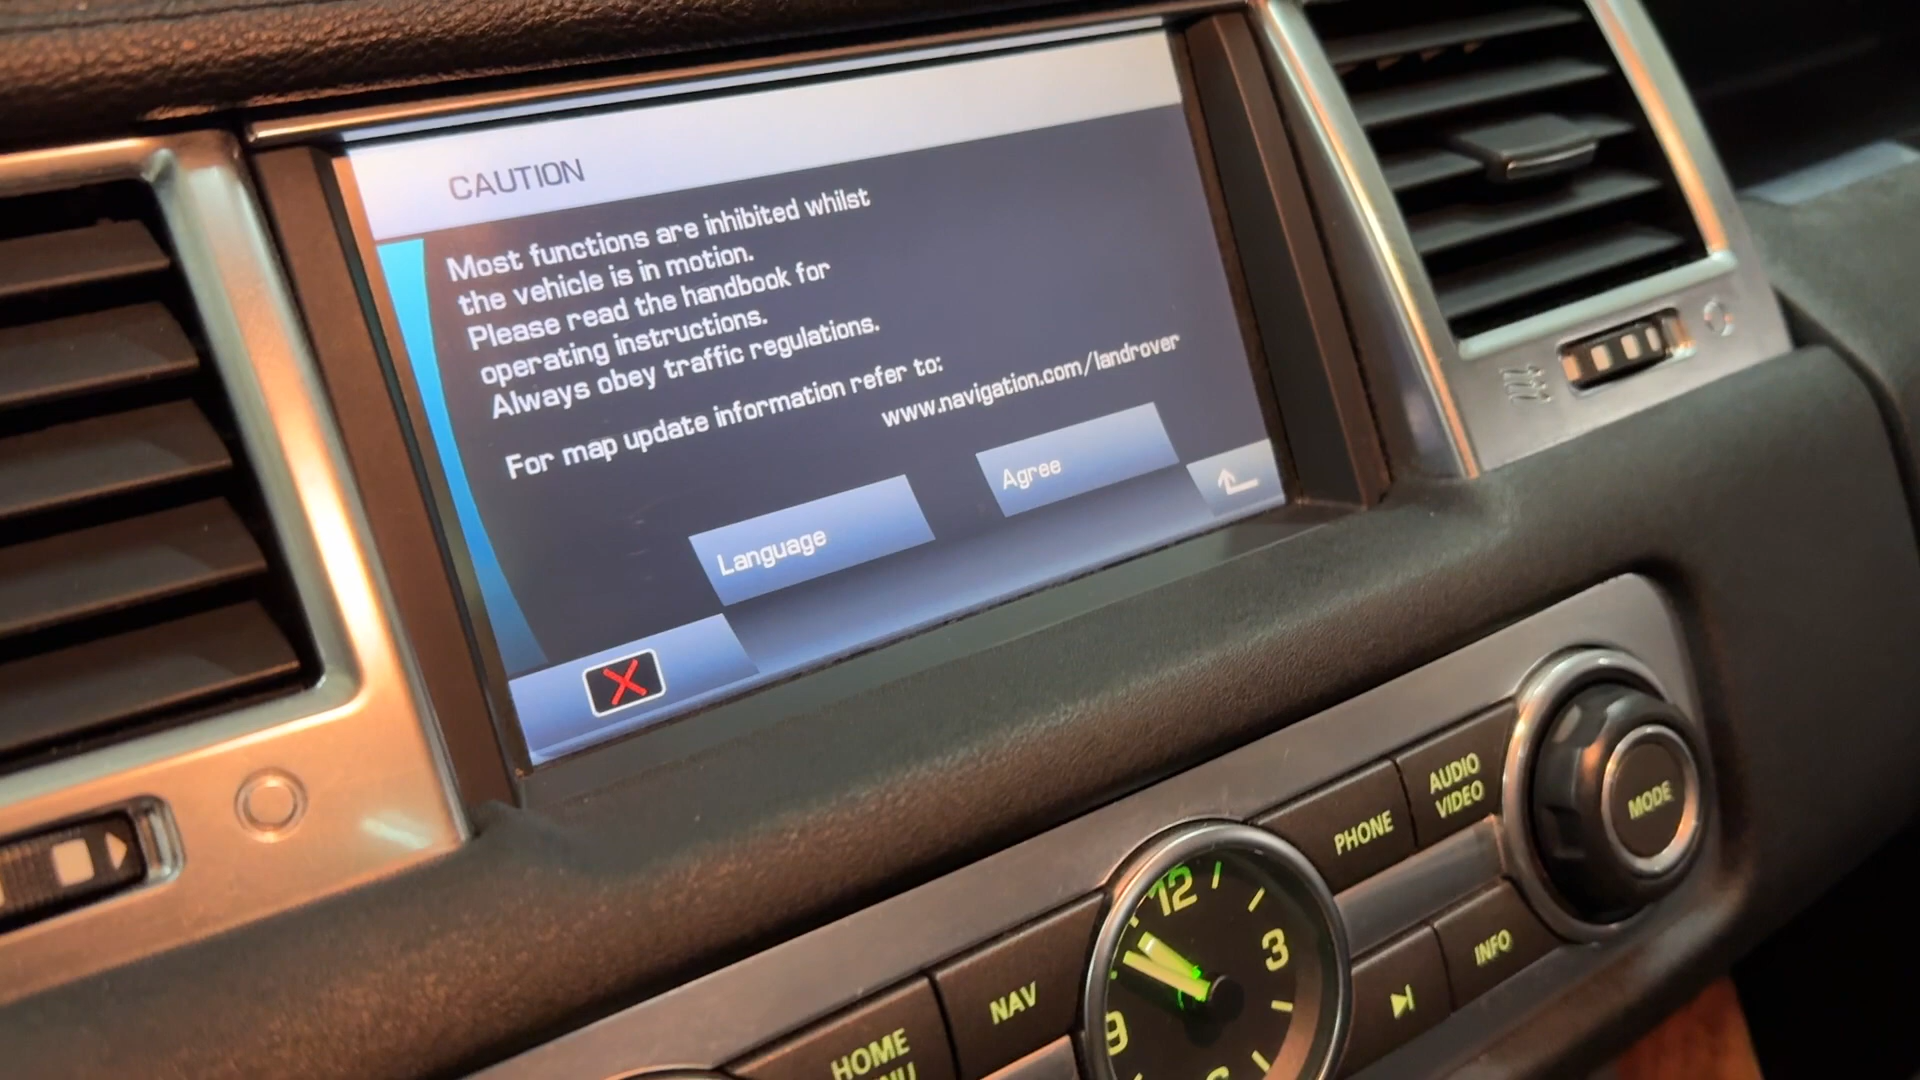 CAUTION
Most functions are inhibited whilst
the vehicle is in motion.
Please read the handbook for
operating instructions.
Always obey traffic regulations.
For map update information refer to:
www.navigation.com/landrover
Language
Agree
AUDIO
VIDEO
MODE
PHONE
INFO
NAV
HOME
12
3
9